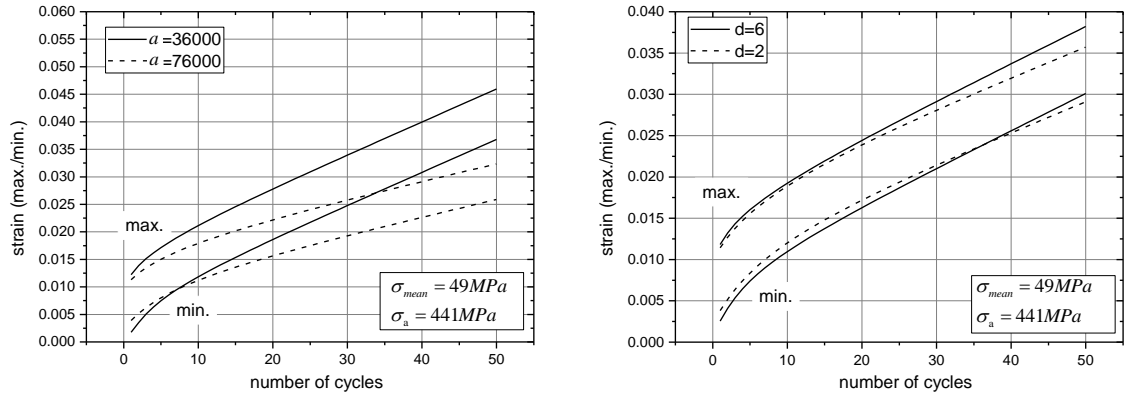 0.060
0.055
0.050
0.045
0.040
0.035
0.030
0.025
0.020
0.015
0.010
0.005
0.000
strain (max./min.)
a =36000
a =76000
max.
min.
σmean = 49MPa
σa = 441MPa
0 10 20 30 40 50
number of cycles
0.040
0.035
0.030
0.025
0.020
0.015
0.010
0.005
0.000
strain (max./min.)
d=6
d=2
max.
min.
σmean = 49MPa
σa = 441MPa
0 10 20 30 40 50
number of cycles